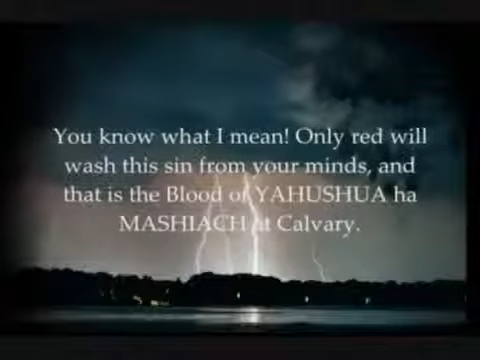 You know what I mean! Only red will
wash this sin from your minds, and
that is the Blood of YAHUSHUA ha
MASHIACH at Calvary.